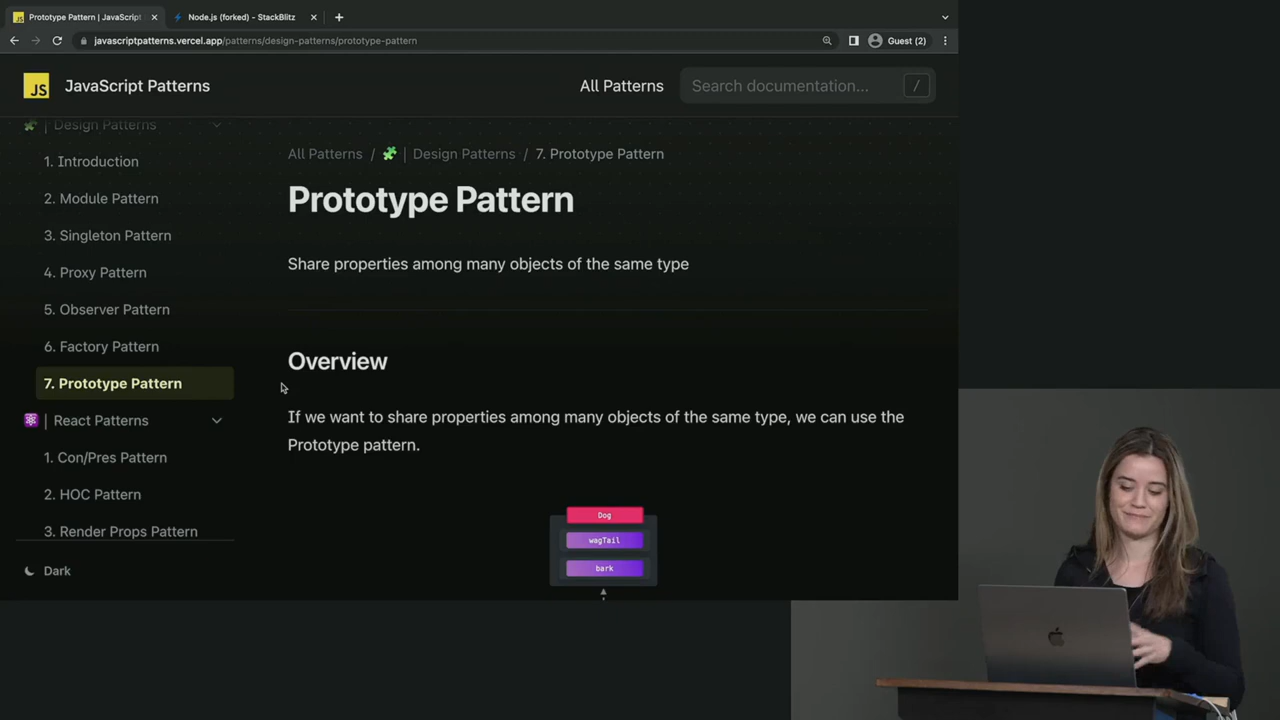 Prototype Pattern | JavaScript
Node.js (forked) - StackBlitz
javascriptpatterns.vercel.app/patterns/design-patterns/prototype-pattern
Guest (2)
JS
JavaScript Patterns
All Patterns
Search documentation...
/
| Design Patterns
1. Introduction
2. Module Pattern
3. Singleton Pattern
4. Proxy Pattern
5. Observer Pattern
6. Factory Pattern
7. Prototype Pattern
| React Patterns
1. Con/Pres Pattern
2. HOC Pattern
3. Render Props Pattern
Dark
All Patterns / | Design Patterns / 7. Prototype Pattern
Prototype Pattern
Share properties among many objects of the same type
Overview
If we want to share properties among many objects of the same type, we can use the
Prototype pattern.
Dog
wagTail
bark